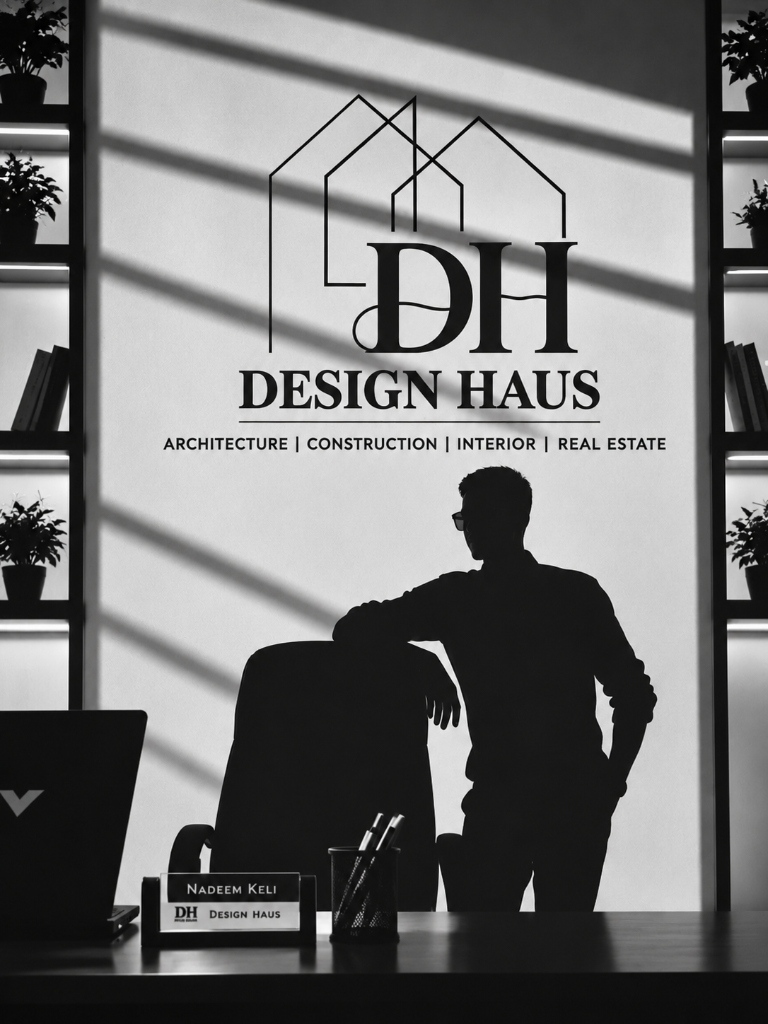 DH
DESIGN HAUS
ARCHITECTURE | CONSTRUCTION | INTERIOR | REAL ESTATE
NADEEM KELI
DH DESIGN HAUS